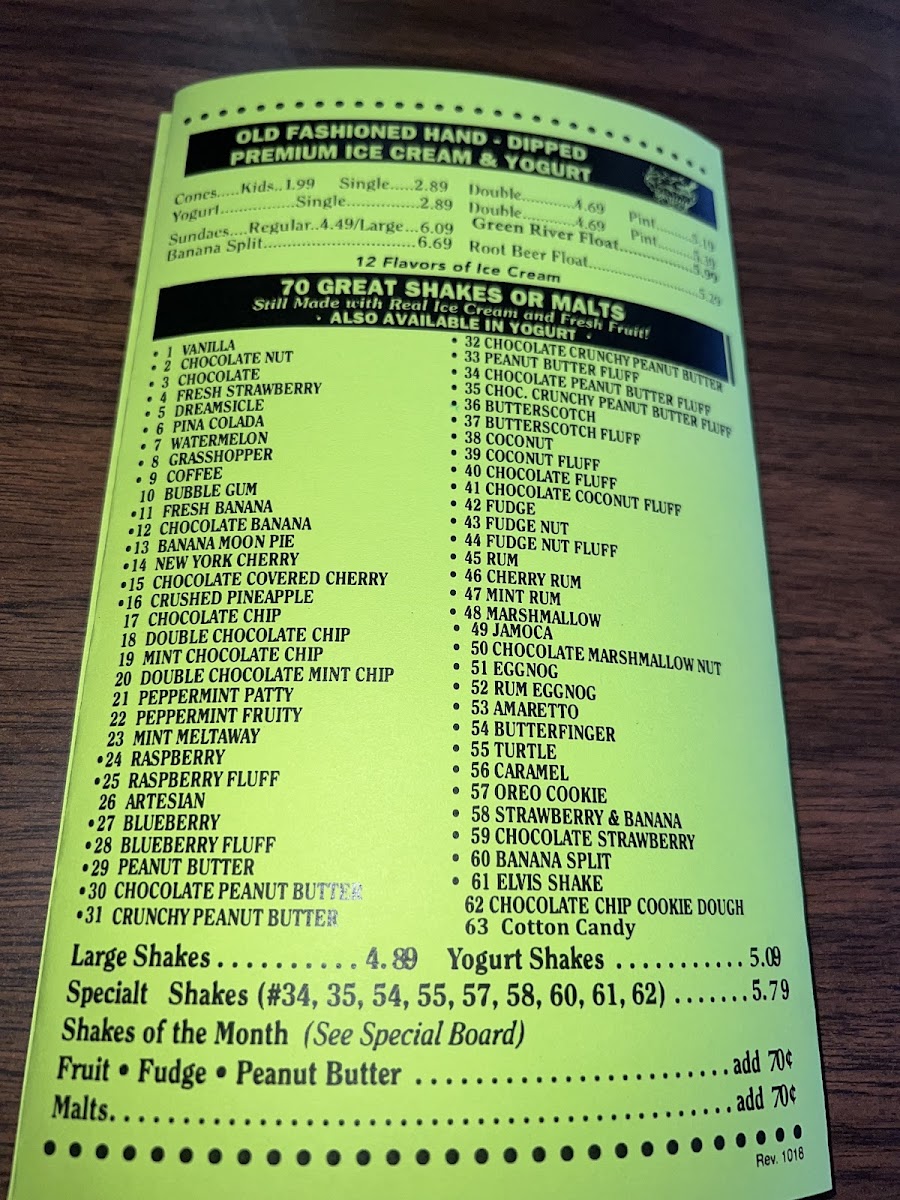 OLD FASHIONED HAND - DIPPED
PREMIUM ICE CREAM & YOGURT
Cones.....Kids..1.99 Single.....2.89 Double..........4.69 Pint..........5.19
Yogurt..............Single..............2.89 Double..........4.69 Pint..........5.39
Sundaes....Regular..4.49/Large...6.09 Green River Float..............5.99
Banana Split..............................6.69 Root Beer Float....................5.29
12 Flavors of Ice Cream
70 GREAT SHAKES OR MALTS
Still Made with Real Ice Cream and Fresh Fruit!
• ALSO AVAILABLE IN YOGURT •
• 1 VANILLA
• 2 CHOCOLATE NUT
• 3 CHOCOLATE
• 4 FRESH STRAWBERRY
• 5 DREAMSICLE
• 6 PINA COLADA
• 7 WATERMELON
• 8 GRASSHOPPER
• 9 COFFEE
10 BUBBLE GUM
•11 FRESH BANANA
•12 CHOCOLATE BANANA
•13 BANANA MOON PIE
•14 NEW YORK CHERRY
•15 CHOCOLATE COVERED CHERRY
•16 CRUSHED PINEAPPLE
17 CHOCOLATE CHIP
18 DOUBLE CHOCOLATE CHIP
19 MINT CHOCOLATE CHIP
20 DOUBLE CHOCOLATE MINT CHIP
21 PEPPERMINT PATTY
22 PEPPERMINT FRUITY
23 MINT MELTAWAY
•24 RASPBERRY
•25 RASPBERRY FLUFF
26 ARTESIAN
•27 BLUEBERRY
•28 BLUEBERRY FLUFF
•29 PEANUT BUTTER
•30 CHOCOLATE PEANUT BUTTER
•31 CRUNCHY PEANUT BUTTER
• 32 CHOCOLATE CRUNCHY PEANUT BUTTER
• 33 PEANUT BUTTER FLUFF
• 34 CHOCOLATE PEANUT BUTTER FLUFF
• 35 CHOC. CRUNCHY PEANUT BUTTER FLUFF
• 36 BUTTERSCOTCH
• 37 BUTTERSCOTCH FLUFF
• 38 COCONUT
• 39 COCONUT FLUFF
• 40 CHOCOLATE FLUFF
• 41 CHOCOLATE COCONUT FLUFF
• 42 FUDGE
• 43 FUDGE NUT
• 44 FUDGE NUT FLUFF
• 45 RUM
• 46 CHERRY RUM
• 47 MINT RUM
• 48 MARSHMALLOW
• 49 JAMOCA
• 50 CHOCOLATE MARSHMALLOW NUT
• 51 EGGNOG
• 52 RUM EGGNOG
• 53 AMARETTO
• 54 BUTTERFINGER
• 55 TURTLE
• 56 CARAMEL
• 57 OREO COOKIE
• 58 STRAWBERRY & BANANA
• 59 CHOCOLATE STRAWBERRY
• 60 BANANA SPLIT
• 61 ELVIS SHAKE
62 CHOCOLATE CHIP COOKIE DOUGH
63 Cotton Candy
Large Shakes . . . . . . . . . . 4.89 Yogurt Shakes . . . . . . . . . . . 5.09
Specialt Shakes (#34, 35, 54, 55, 57, 58, 60, 61, 62) . . . . . . . 5.79
Shakes of the Month (See Special Board)
Fruit • Fudge • Peanut Butter . . . . . . . . . . . . . . . . . . . . . . . . add 70¢
Malts. . . . . . . . . . . . . . . . . . . . . . . . . . . . . . . . . . . . . . . . . . add 70¢
Rev. 1018